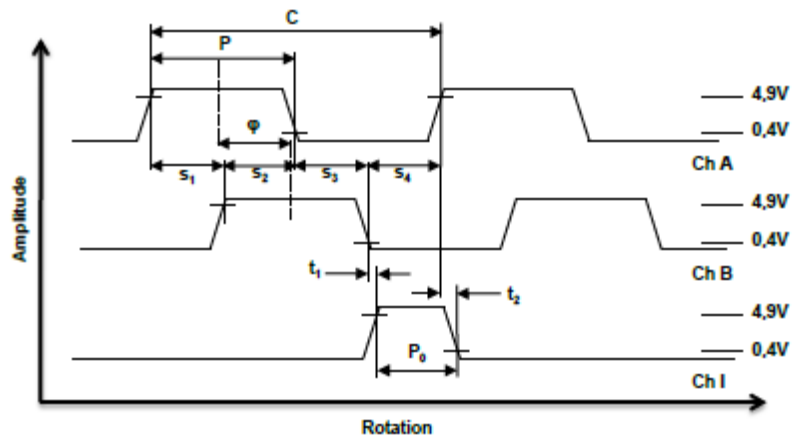 C
P
4,9V
φ
0,4V
Ch A
S₁ S₂ S₃ S₄
4,9V
0,4V
Ch B
t₁
t₂
4,9V
P₀
0,4V
Ch I
Amplitude
Rotation